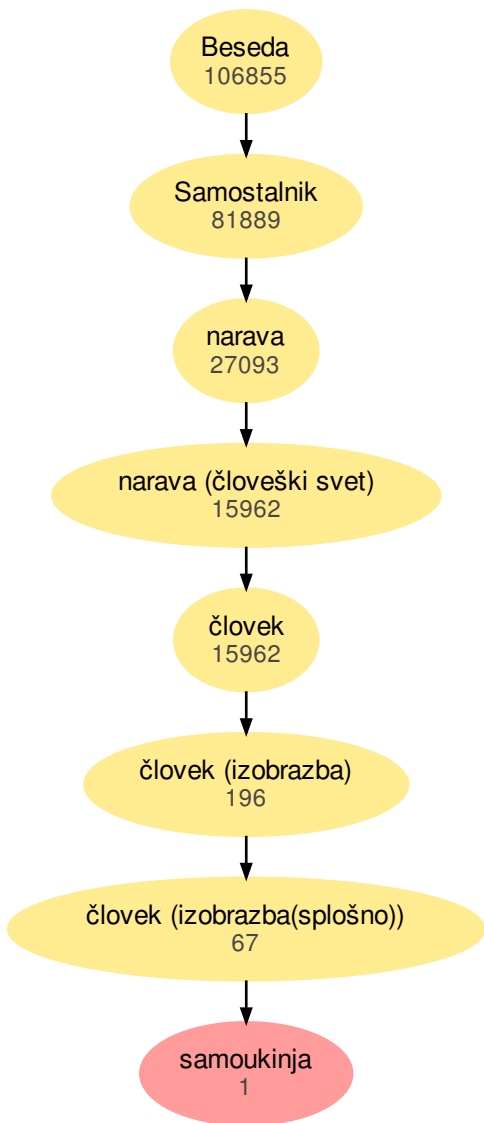 Beseda
106855
Samostalnik
81889
narava
27093
narava (človeški svet)
15962
človek
15962
človek (izobrazba)
196
človek (izobrazba(splošno))
67
samoukinja
1